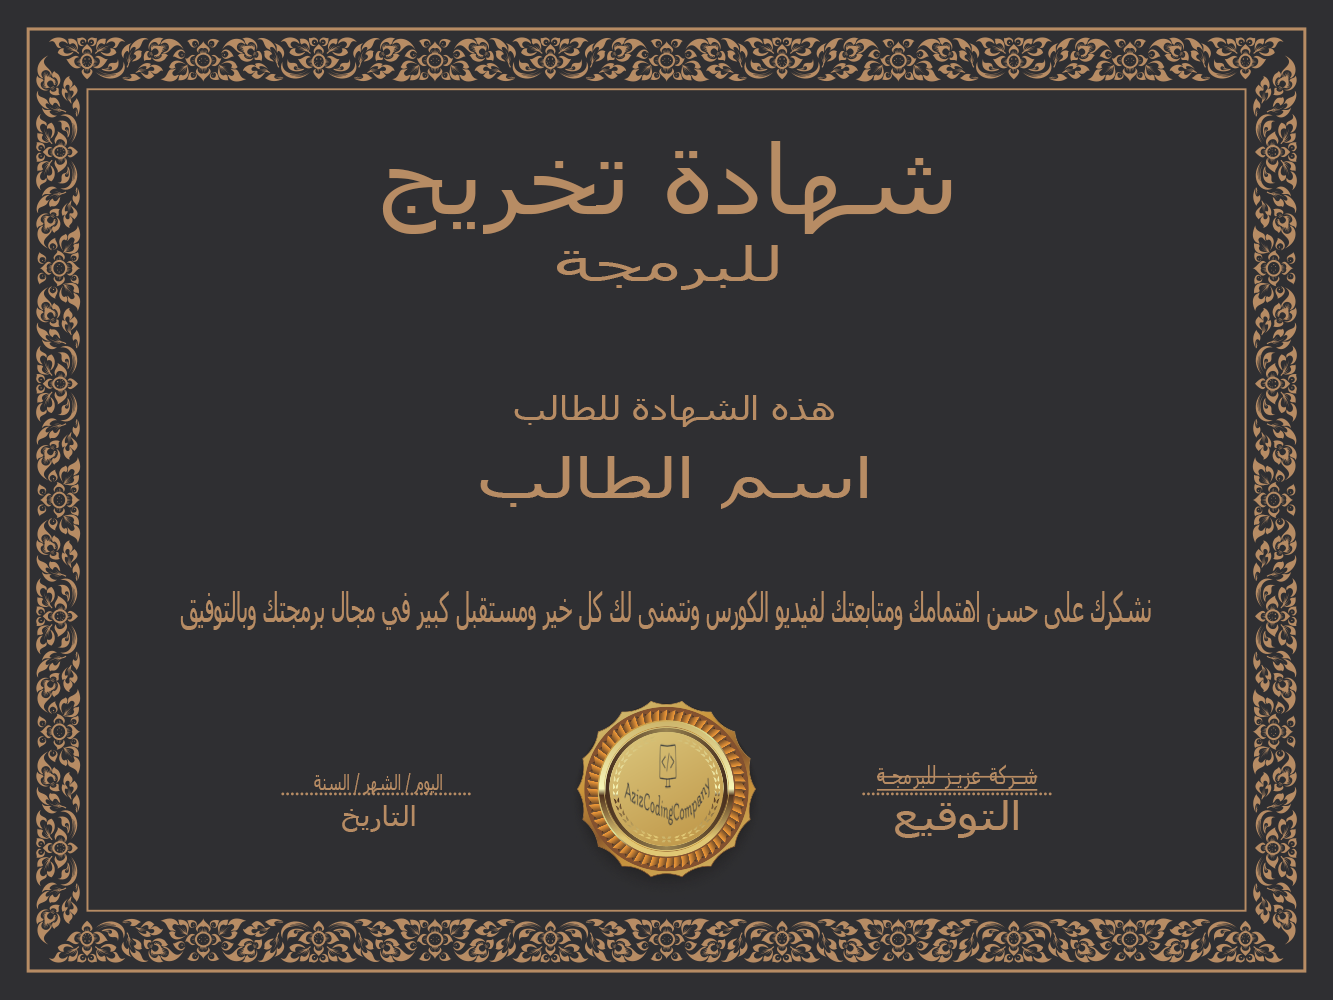 شهادة تخريج
للبرمجة
هذه الشهادة للطالب
اسم الطالب
نشكرك على حسن اهتمامك ومتابعتك لفيديو الكورس ونتمنى لك كل خير ومستقبل كبير في مجال برمجتك وبالتوفيق
شركة عزيز للبرمجة
التوقيع
</>
AzizCodingCompany
اليوم / الشهر / السنة
التاريخ